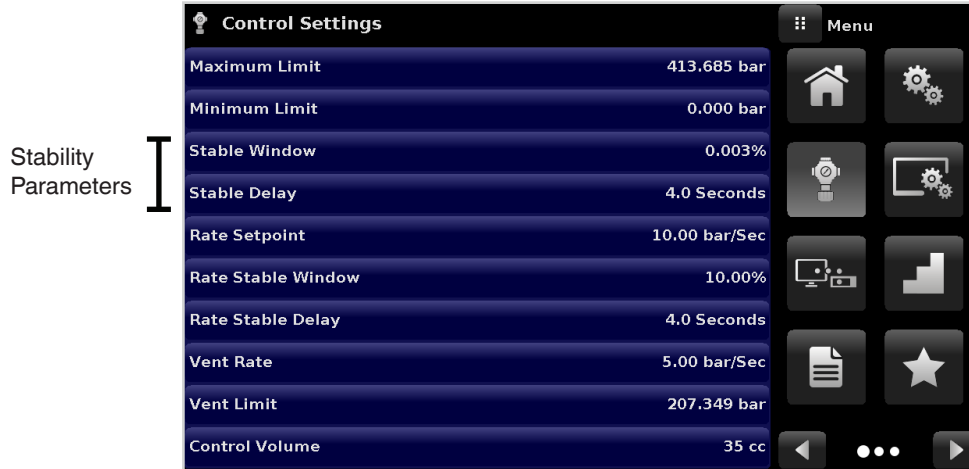 Control Settings
Menu
Maximum Limit 413.685 bar
Minimum Limit 0.000 bar
Stability
Parameters
Stable Window 0.003%
Stable Delay 4.0 Seconds
Rate Setpoint 10.00 bar/Sec
Rate Stable Window 10.00%
Rate Stable Delay 4.0 Seconds
Vent Rate 5.00 bar/Sec
Vent Limit 207.349 bar
Control Volume 35 cc